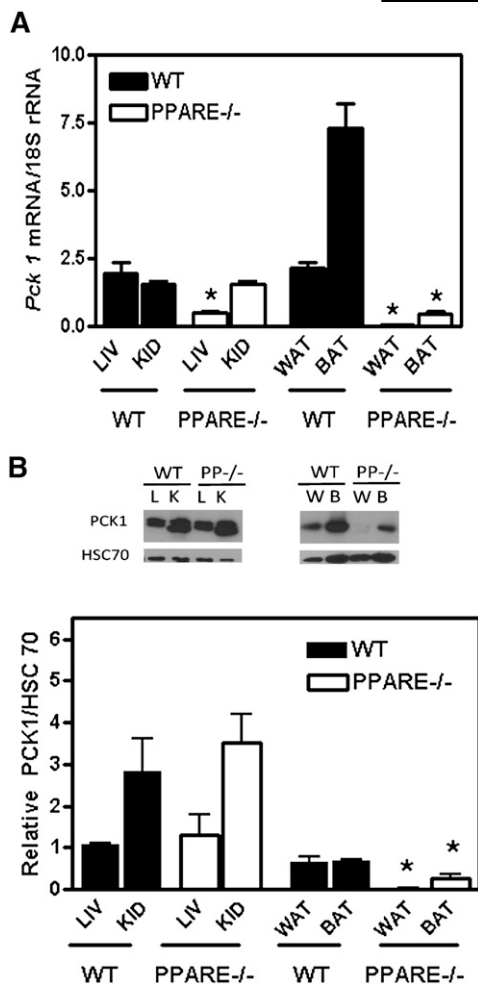 A
Pck 1 mRNA/18S rRNA
10.0
7.5
5.0
2.5
0.0
WT
PPARE-/-
*
* *
LIV KID LIV KID WAT BAT WAT BAT
WT PPARE-/- WT PPARE-/-
B
WT PP-/- WT PP-/-
L K L K W B W B
PCK1
HSC70
Relative PCK1/HSC 70
6
5
4
3
2
1
0
WT
PPARE-/-
* *
LIV KID LIV KID WAT BAT WAT BAT
WT PPARE-/- WT PPARE-/-